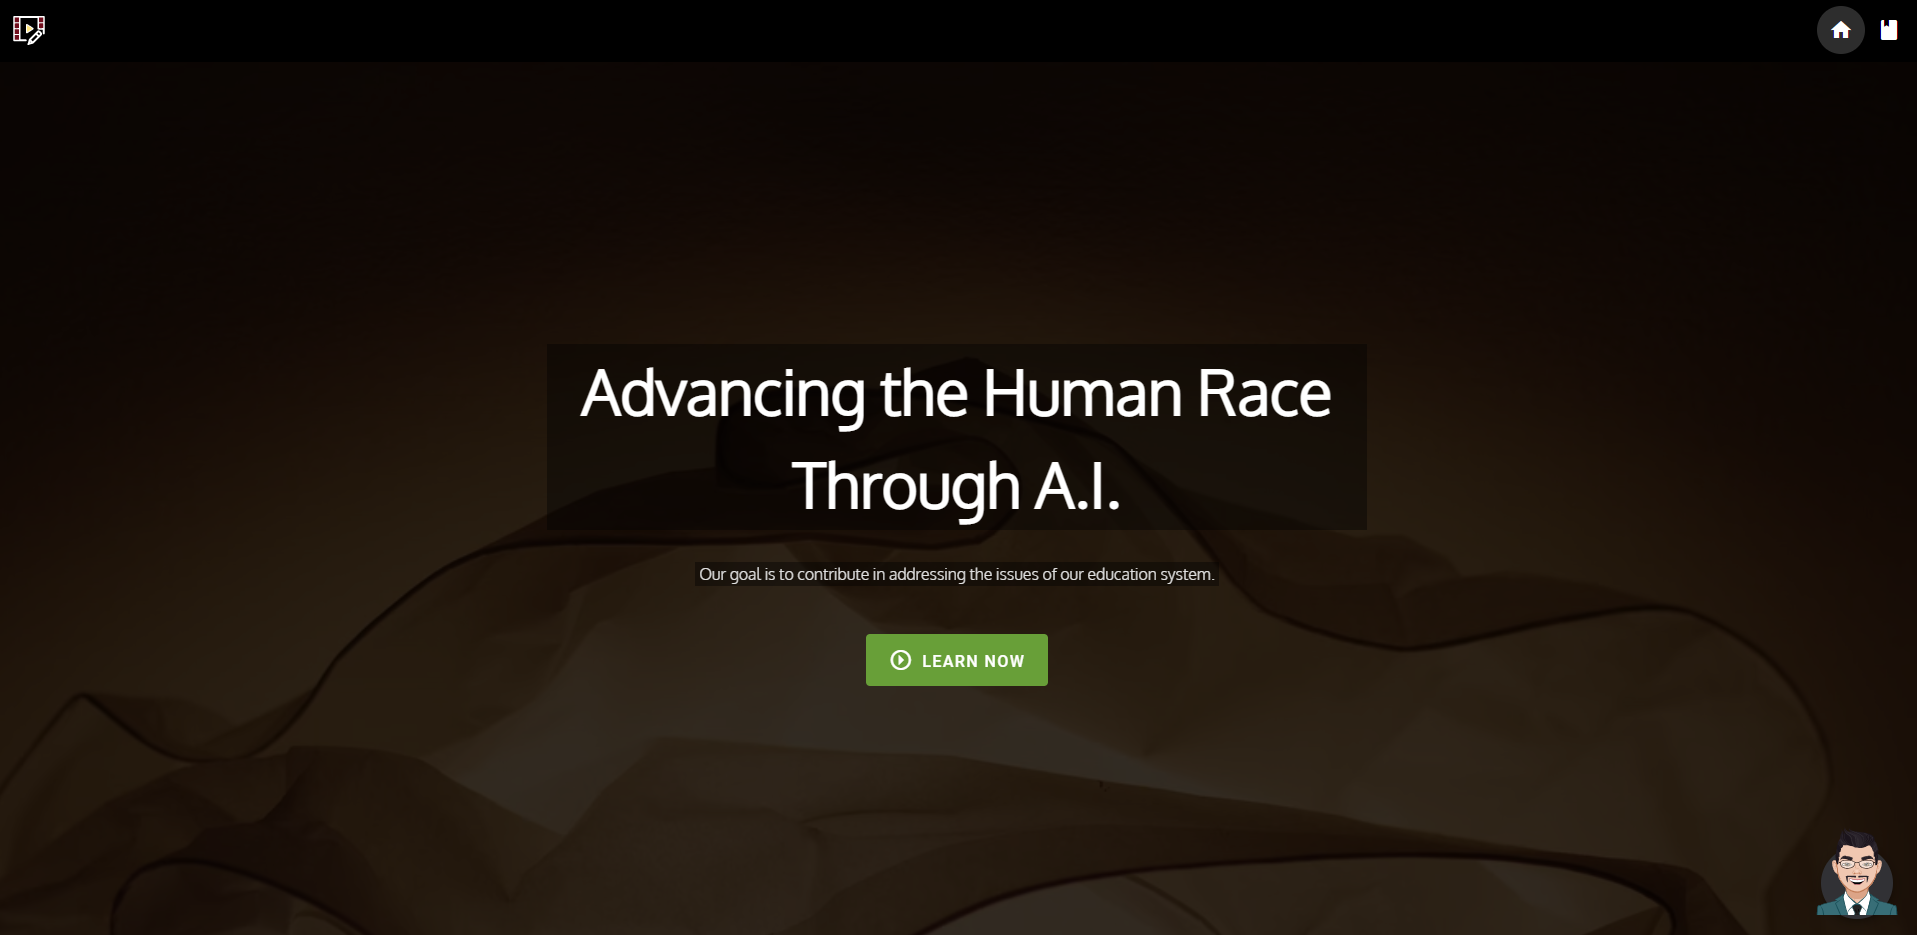 Advancing the Human Race
Through A.I.
Our goal is to contribute in addressing the issues of our education system.
LEARN NOW